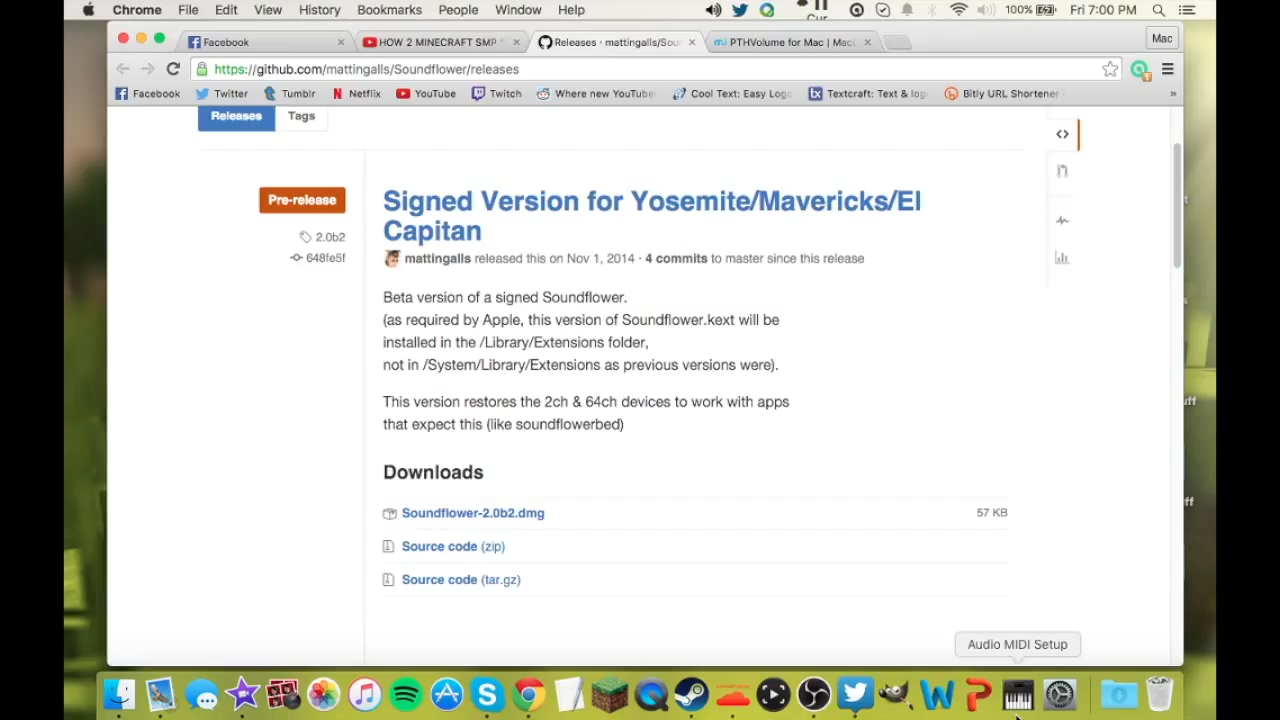 Chrome File Edit View History Bookmarks People Window Help 100% Fri 7:00 PM
Facebook HOW 2 MINECRAFT SMP Releases · mattingalls/Sou PTHVolume for Mac | Mac Mac
https://github.com/mattingalls/Soundflower/releases
Facebook Twitter Tumblr Netflix YouTube Twitch Where new YouTube Cool Text: Easy Logo Textcraft: Text & log Bitly URL Shortener »
Releases Tags
Pre-release
2.0b2
648fe5f
Signed Version for Yosemite/Mavericks/El
Capitan
mattingalls released this on Nov 1, 2014 · 4 commits to master since this release
Beta version of a signed Soundflower.
(as required by Apple, this version of Soundflower.kext will be
installed in the /Library/Extensions folder,
not in /System/Library/Extensions as previous versions were).
This version restores the 2ch & 64ch devices to work with apps
that expect this (like soundflowerbed)
Downloads
Soundflower-2.0b2.dmg 57 KB
Source code (zip)
Source code (tar.gz)
Audio MIDI Setup